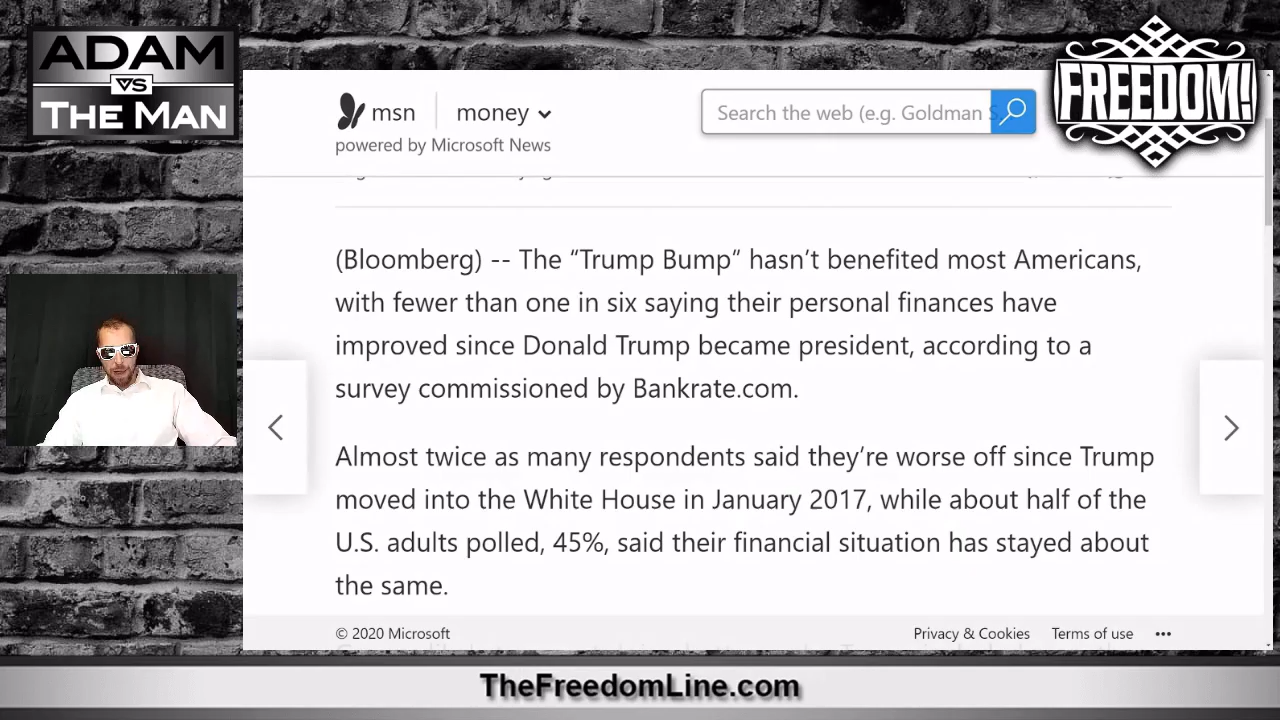 ADAM
VS
THE MAN
FREEDOM!
msn
money
Search the web (e.g. Goldman S
powered by Microsoft News
(Bloomberg) -- The “Trump Bump” hasn’t benefited most Americans,
with fewer than one in six saying their personal finances have
improved since Donald Trump became president, according to a
survey commissioned by Bankrate.com.
Almost twice as many respondents said they’re worse off since Trump
moved into the White House in January 2017, while about half of the
U.S. adults polled, 45%, said their financial situation has stayed about
the same.
© 2020 Microsoft
Privacy & Cookies
Terms of use
TheFreedomLine.com